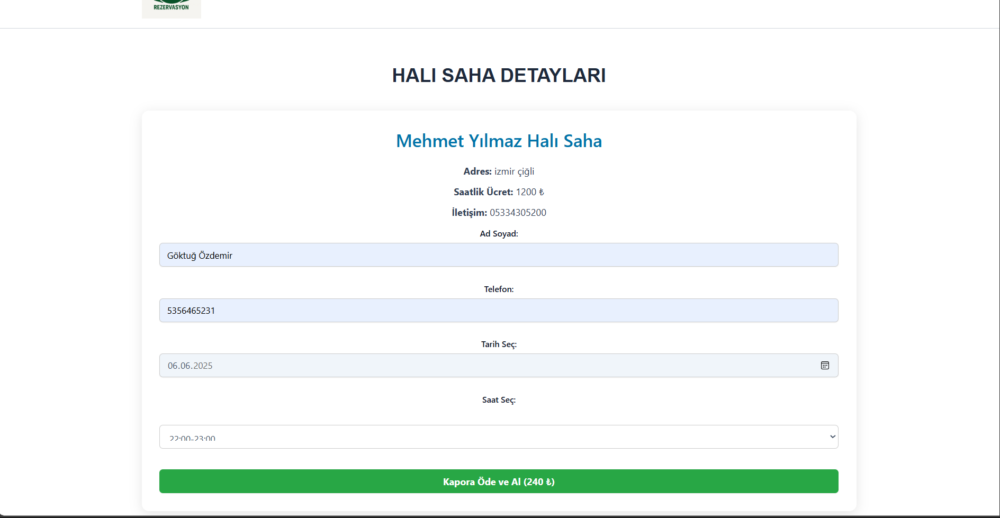 REZERVASYON
HALI SAHA DETAYLARI
Mehmet Yılmaz Halı Saha
Adres: izmir çiğli
Saatlik Ücret: 1200 ₺
İletişim: 05334305200
Ad Soyad:
Göktuğ Özdemir
Telefon:
5356465231
Tarih Seç:
06.06.2025
Saat Seç:
22:00-23:00
Kapora Öde ve Al (240 ₺)